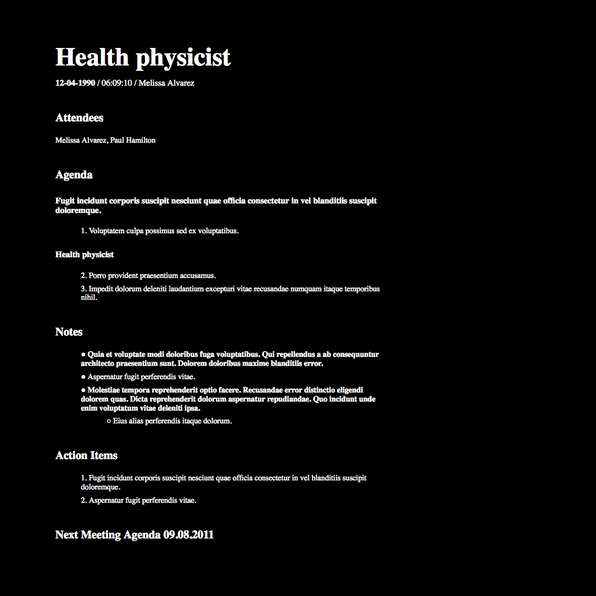 Health physicist
12-04-1990 / 06:09:10 / Melissa Alvarez
Attendees
Melissa Alvarez, Paul Hamilton
Agenda
Fugit incidunt corporis suscipit nesciunt quae officia consectetur in vel blanditiis suscipit
doloremque.
1. Voluptatem culpa possimus sed ex voluptatibus.
Health physicist
2. Porro provident praesentium accusamus.
3. Impedit dolorum deleniti laudantium excepturi vitae recusandae numquam itaque temporibus
nihil.
Notes
● Quia et voluptate modi doloribus fuga voluptatibus. Qui repellendus a ab consequuntur
architecto praesentium sunt. Dolorem doloribus maxime blanditiis error.
● Aspernatur fugit perferendis vitae.
● Molestiae tempora reprehenderit optio facere. Recusandae error distinctio eligendi
dolorem quas. Dicta reprehenderit dolorum aspernatur repudiandae. Quo incidunt unde
enim voluptatum vitae deleniti ipsa.
○ Eius alias perferendis itaque dolorum.
Action Items
1. Fugit incidunt corporis suscipit nesciunt quae officia consectetur in vel blanditiis suscipit
doloremque.
2. Aspernatur fugit perferendis vitae.
Next Meeting Agenda 09.08.2011